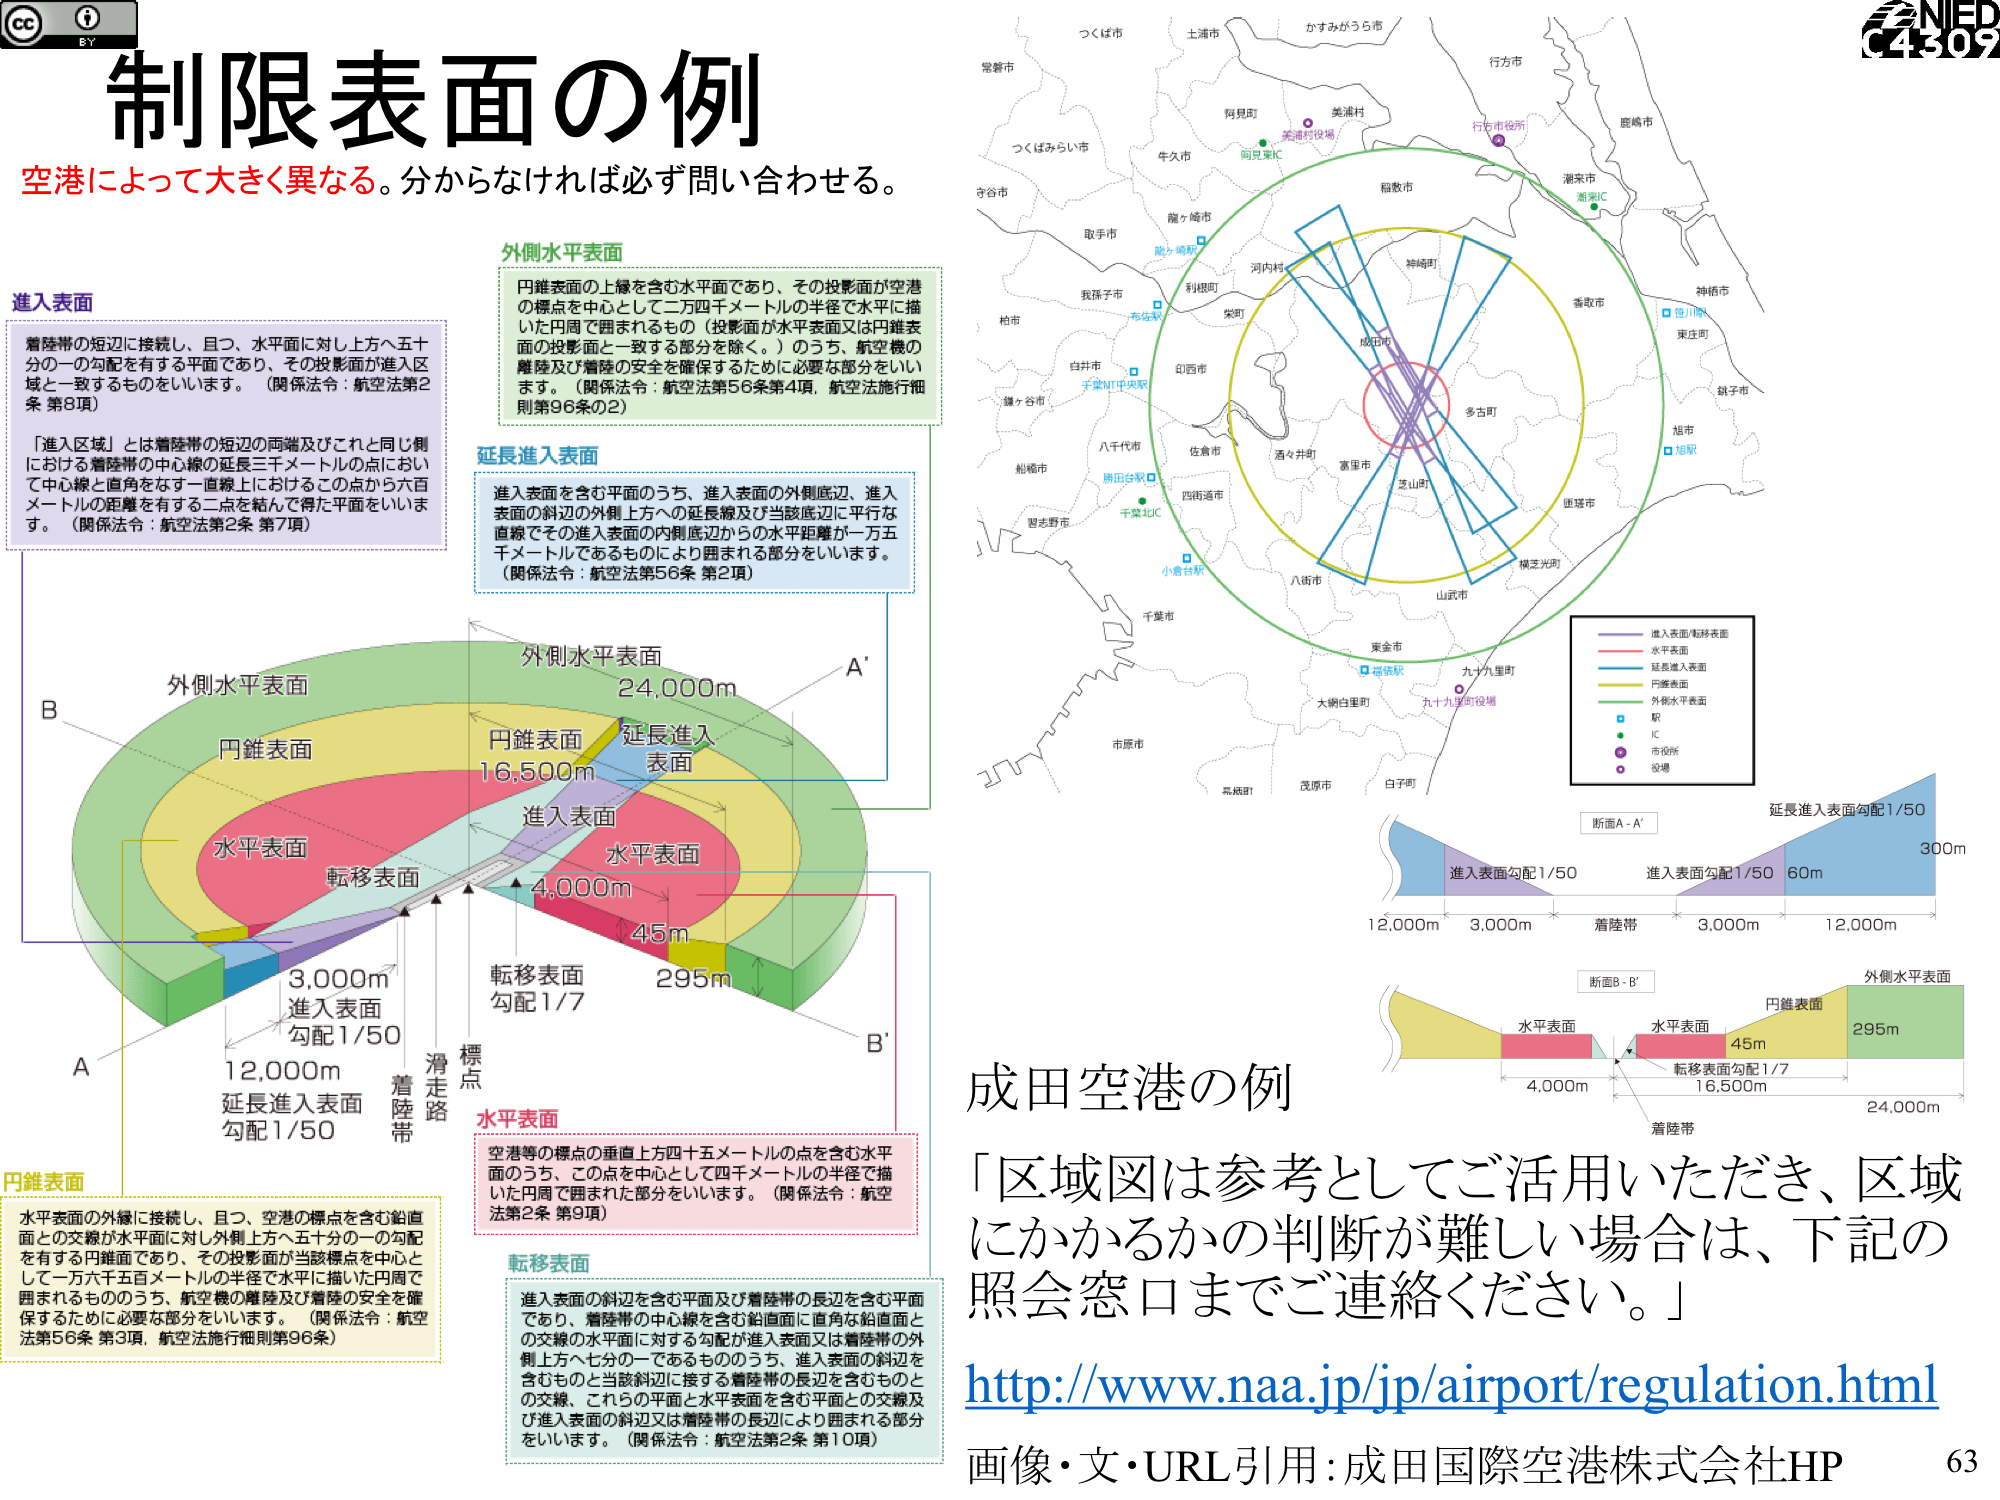 cc BY
NIED
C4309
制限表面の例
空港によって大きく異なる。分からなければ必ず問い合わせる。
進入表面
着陸帯の短辺に接続し、且つ、水平面に対し上方へ五十
分の一の勾配を有する平面であり、その投影面が進入区
域と一致するものをいいます。（関係法令：航空法第2
条 第8項）
「進入区域」とは着陸帯の短辺の両端及びこれと同じ側
における着陸帯の中心線の延長三千メートルの点におい
て中心線と直角をなす一直線上におけるこの点から六百
メートルの距離を有する二点を結んで得た平面をいいま
す。（関係法令：航空法第2条 第7項）
外側水平表面
円錐表面の上縁を含む水平面であり、その投影面が空港
の標点を中心として二万四千メートルの半径で水平に描
いた円周で囲まれるもの（投影面が水平表面又は円錐表
面の投影面と一致する部分を除く。）のうち、航空機の
離陸及び着陸の安全を確保するために必要な部分をいい
ます。（関係法令：航空法第56条第4項，航空法施行細
則第96条の2）
延長進入表面
進入表面を含む平面のうち、進入表面の外側底辺、進入
表面の斜辺の外側上方への延長線及び当該底辺に平行な
直線でその進入表面の内側底辺からの水平距離が一万五
千メートルであるものにより囲まれる部分をいいます。
（関係法令：航空法第56条 第2項）
外側水平表面
24,000m
A'
外側水平表面
B
円錐表面
円錐表面
16,500m
延長進入
表面
進入表面
水平表面
水平表面
転移表面
4,000m
45m
295m
3,000m
進入表面
勾配1/50
転移表面
勾配1/7
A
B'
12,000m
延長進入表面
勾配1/50
着陸帯
滑走路
標点
水平表面
空港等の標点の垂直上方四十五メートルの点を含む水平
面のうち、この点を中心として四千メートルの半径で描
いた円周で囲まれた部分をいいます。（関係法令：航空
法第2条 第9項）
円錐表面
水平表面の外縁に接続し、且つ、空港の標点を含む鉛直
面との交線が水平面に対し外側上方へ五十分の一の勾配
を有する円錐面であり、その投影面が当該標点を中心と
して一万六千五百メートルの半径で水平に描いた円周で
囲まれるもののうち、航空機の離陸及び着陸の安全を確
保するために必要な部分をいいます。（関係法令：航空
法第56条 第3項，航空法施行細則第96条）
転移表面
進入表面の斜辺を含む平面及び着陸帯の長辺を含む平面
であり、着陸帯の中心線を含む鉛直面に直角な鉛直面と
の交線の水平面に対する勾配が進入表面又は着陸帯の外
側上方へ七分の一であるもののうち、進入表面の斜辺を
含むものと当該斜辺に接する着陸帯の長辺を含むものと
の交線、これらの平面と水平表面を含む平面との交線及
び進入表面の斜辺又は着陸帯の長辺により囲まれる部分
をいいます。（関係法令：航空法第2条 第10項）
つくば市
土浦市
かすみがうら市
常磐市
行方市
阿見町
美浦村
美浦村役場
行方市役所
鹿嶋市
つくばみらい市
牛久市
阿見東IC
守谷市
稲敷市
潮来市
潮来IC
龍ヶ崎市
取手市
龍ヶ崎駅
河内村
神崎町
我孫子市
利根町
香取市
神栖市
柏市
布佐駅
栄町
笹川駅
東庄町
成田市
白井市
印西市
千葉NT中央駅
銚子市
鎌ヶ谷市
多古町
旭市
八千代市
佐倉市
酒々井町
富里市
旭駅
船橋市
勝田台駅
四街道市
芝山町
匝瑳市
千葉北IC
習志野市
小倉台駅
八街市
横芝光町
山武市
千葉市
東金市
福俵駅
九十九里町
大網白里町
九十九里町役場
市原市
茂原市
白子町
長柄町
進入表面/転移表面
水平表面
延長進入表面
円錐表面
外側水平表面
駅
IC
市役所
役場
断面A - A'
延長進入表面勾配1/50
300m
進入表面勾配1/50
進入表面勾配1/50
60m
12,000m
3,000m
着陸帯
3,000m
12,000m
断面B - B'
外側水平表面
円錐表面
水平表面
水平表面
295m
45m
転移表面勾配1/7
4,000m
16,500m
24,000m
着陸帯
成田空港の例
「区域図は参考としてご活用いただき、区域
にかかるかの判断が難しい場合は、下記の
照会窓口までご連絡ください。」
http://www.naa.jp/jp/airport/regulation.html
画像・文・URL引用：成田国際空港株式会社HP
63